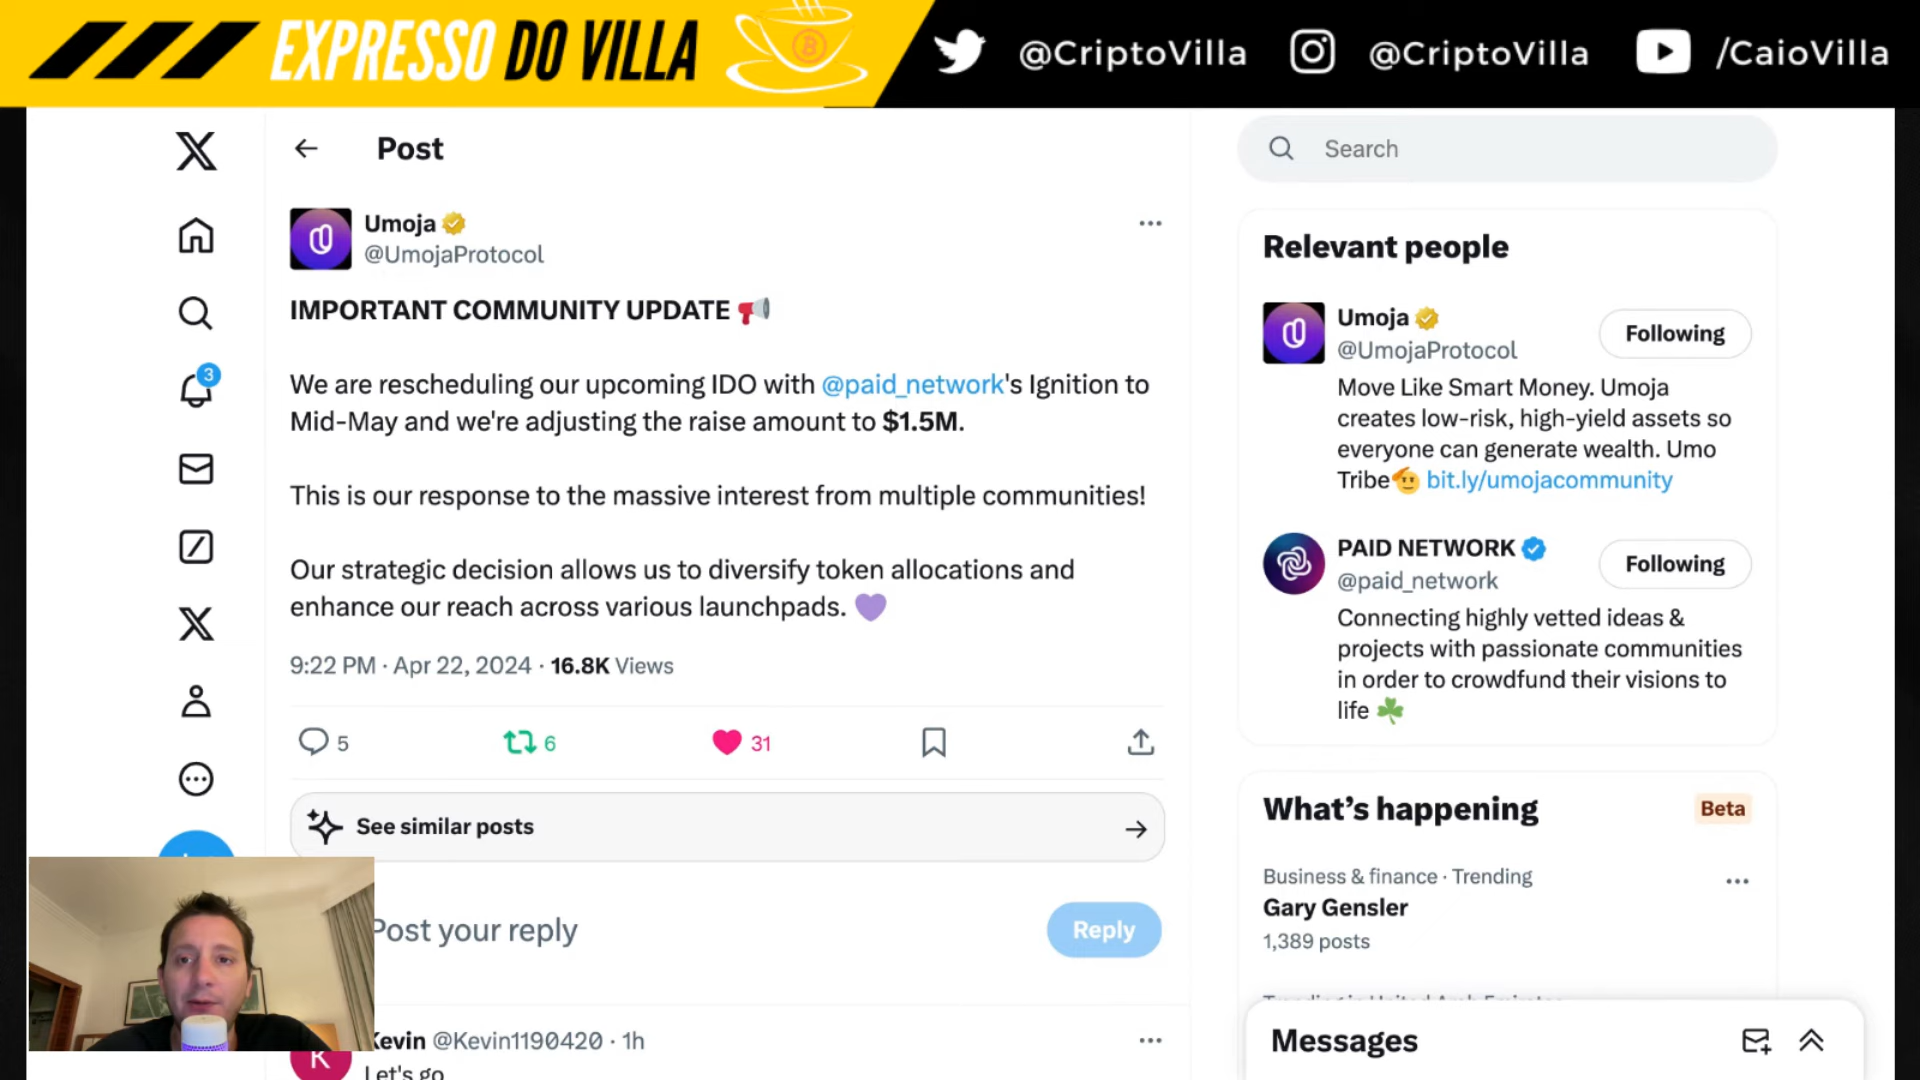 EXPRESSO DO VILLA
@CriptoVilla
@CriptoVilla
/CaioVilla
Post
Search
Umoja
@UmojaProtocol
IMPORTANT COMMUNITY UPDATE
We are rescheduling our upcoming IDO with @paid_network's Ignition to
Mid-May and we're adjusting the raise amount to $1.5M.
This is our response to the massive interest from multiple communities!
Our strategic decision allows us to diversify token allocations and
enhance our reach across various launchpads.
9:22 PM · Apr 22, 2024 · 16.8K Views
5
6
31
See similar posts
Post your reply
Reply
Kevin @Kevin1190420 · 1h
K
Let's go
3
Relevant people
Umoja
@UmojaProtocol
Following
Move Like Smart Money. Umoja
creates low-risk, high-yield assets so
everyone can generate wealth. Umo
Tribe bit.ly/umojacommunity
PAID NETWORK
@paid_network
Following
Connecting highly vetted ideas &
projects with passionate communities
in order to crowdfund their visions to
life
What's happening
Beta
Business & finance · Trending
Gary Gensler
1,389 posts
Trending in United Arab Emirates
Messages